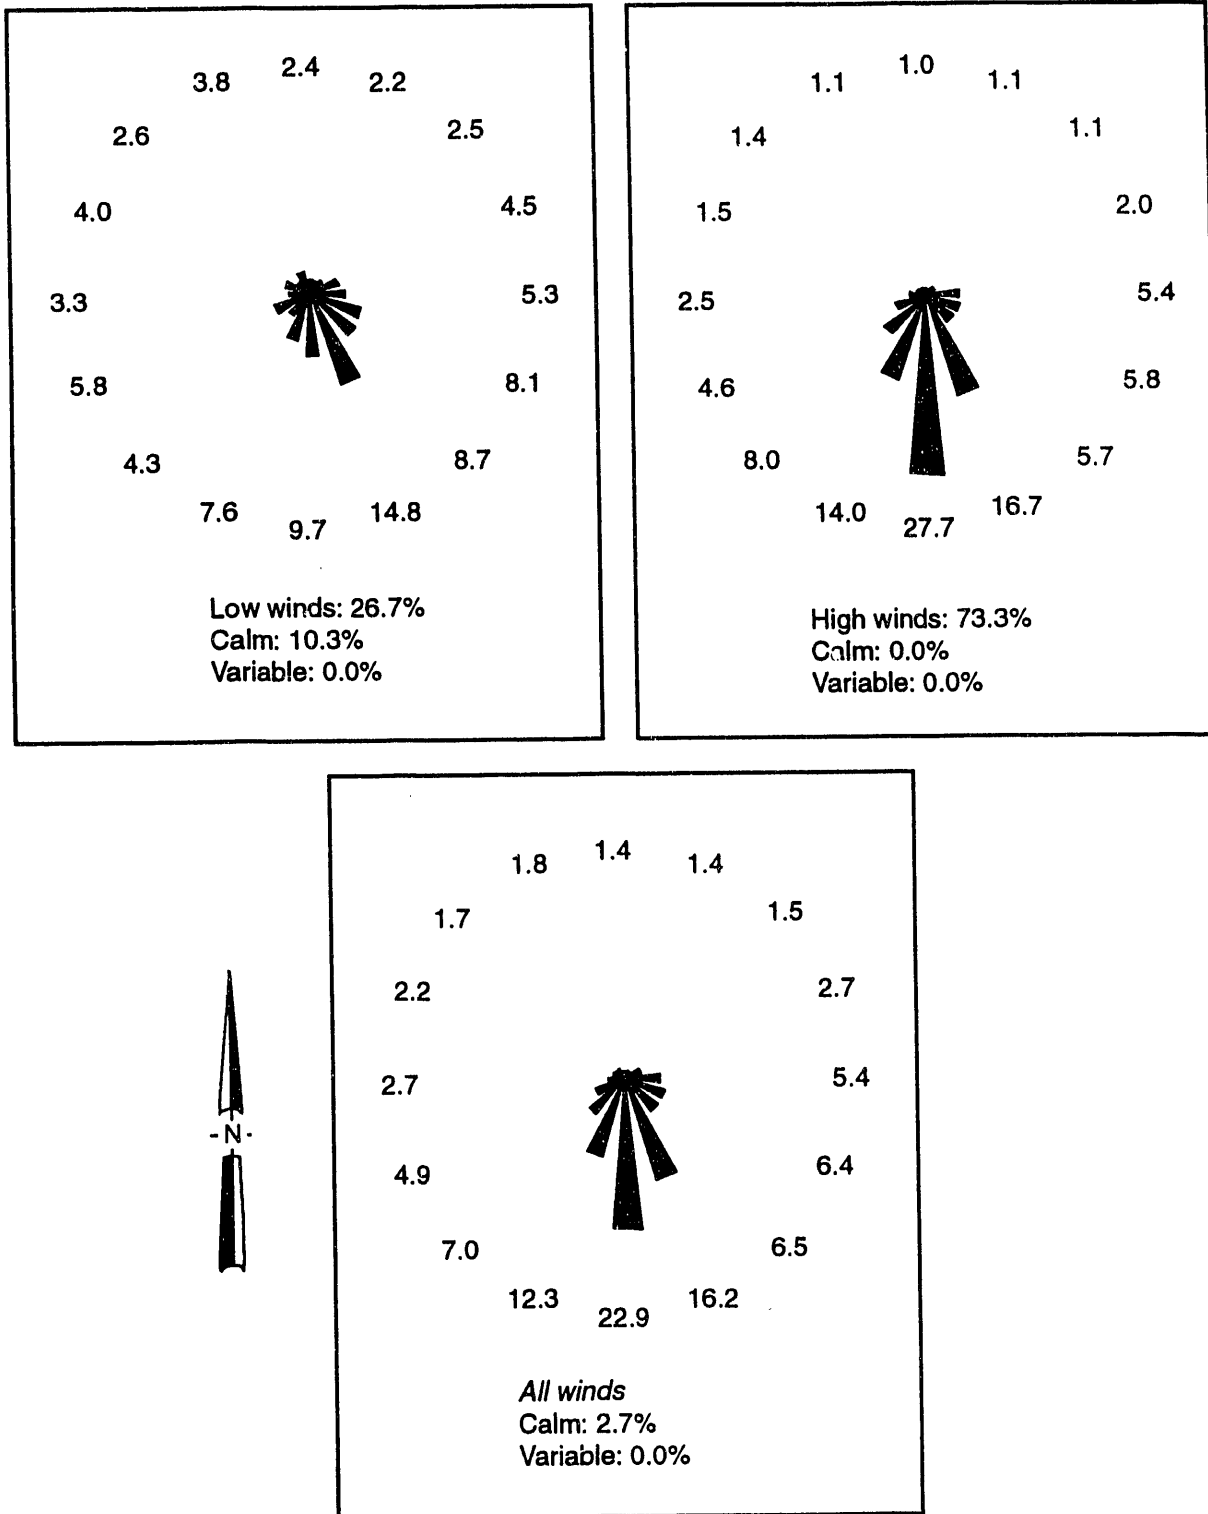 2.4
3.8 2.2
2.6 2.5
4.0 4.5
3.3 5.3
5.8 8.1
4.3 8.7
7.6 14.8
9.7
Low winds: 26.7%
Calm: 10.3%
Variable: 0.0%
1.0
1.1 1.1
1.4 1.1
1.5 2.0
2.5 5.4
4.6 5.8
8.0 5.7
14.0 16.7
27.7
High winds: 73.3%
Calm: 0.0%
Variable: 0.0%
1.4
1.8 1.4
1.7 1.5
2.2 2.7
2.7 5.4
4.9 6.4
7.0 6.5
12.3 16.2
22.9
All winds
Calm: 2.7%
Variable: 0.0%
-N-